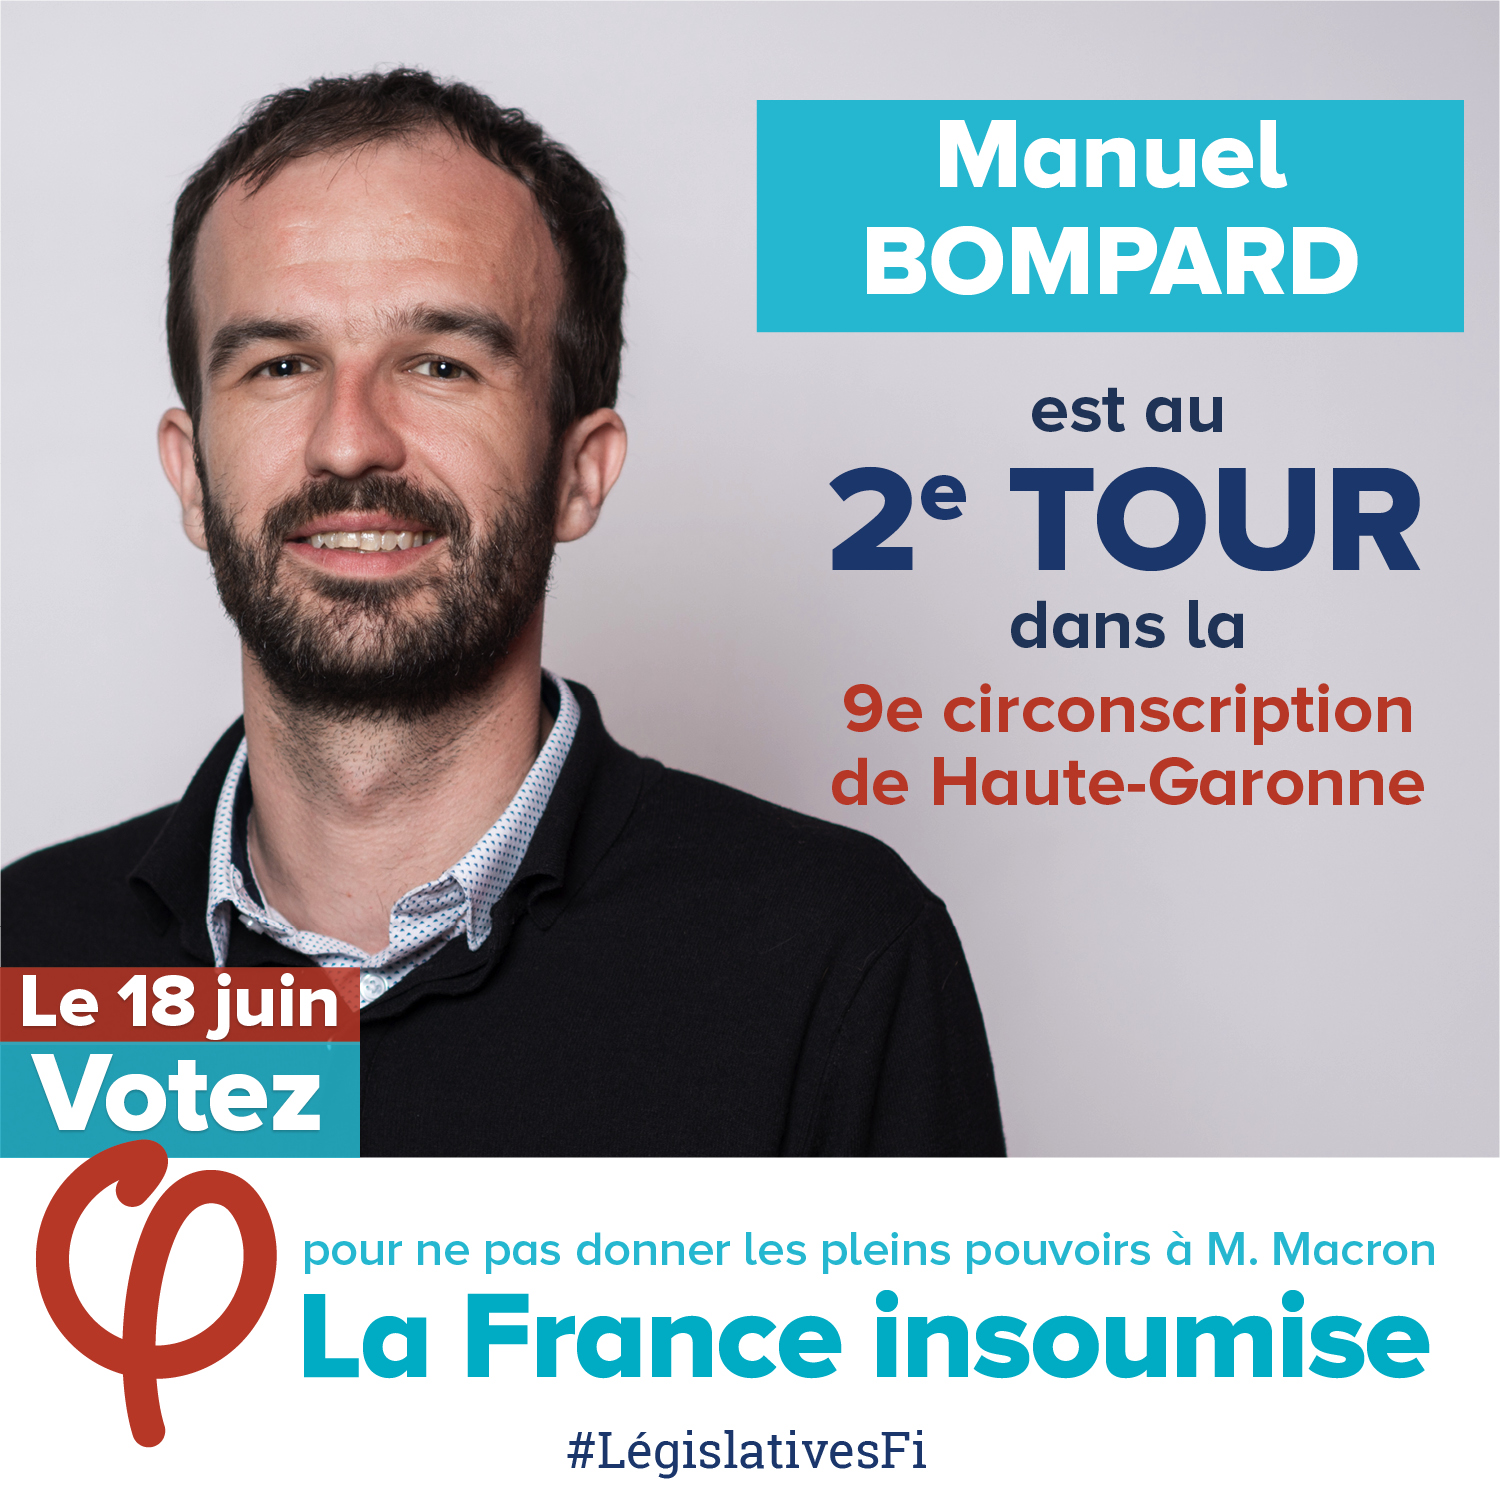 Manuel
BOMPARD
est au
2e TOUR
dans la
9e circonscription
de Haute-Garonne
Le 18 juin
Votez
φ
pour ne pas donner les pleins pouvoirs à M. Macron
La France insoumise
#LégislativesFi